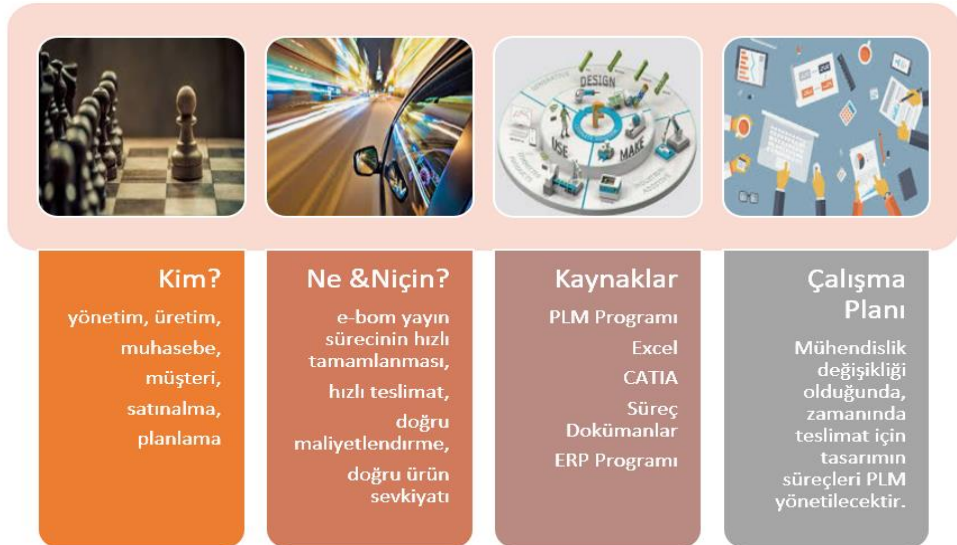 DESIGN
USE
MAKE
Kim?
yönetim, üretim,
muhasebe,
müşteri,
satınalma,
planlama
Ne &Niçin?
e-bom yayın
sürecinin hızlı
tamamlanması,
hızlı teslimat,
doğru
maliyetlendırme,
doğru ürün
sevkiyatı
Kaynaklar
PLM Programı
Excel
CATIA
Süreç
Dokümanlar
ERP Programı
Çalışma
Planı
Mühendislik
değişikliği
olduğunda,
zamanında
teslimat için
tasarımın
süreçleri PLM
yönetilecektir.